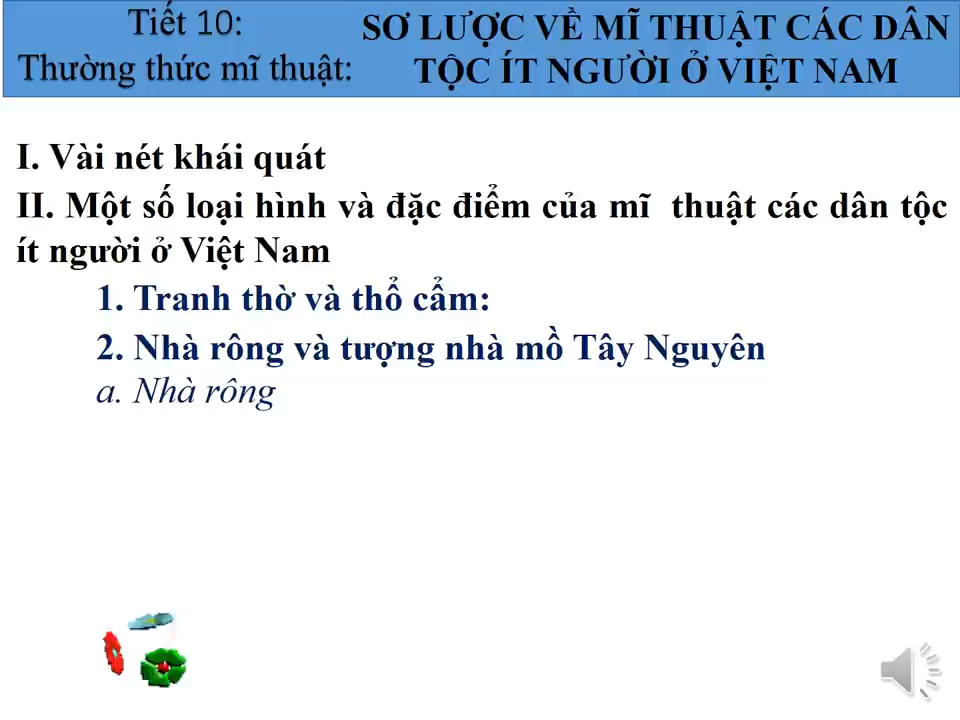 Tiết 10:
Thường thức mĩ thuật:
SƠ LƯỢC VỀ MĨ THUẬT CÁC DÂN
TỘC ÍT NGƯỜI Ở VIỆT NAM
I. Vài nét khái quát
II. Một số loại hình và đặc điểm của mĩ thuật các dân tộc
ít người ở Việt Nam
1. Tranh thờ và thổ cẩm:
2. Nhà rông và tượng nhà mồ Tây Nguyên
a. Nhà rông